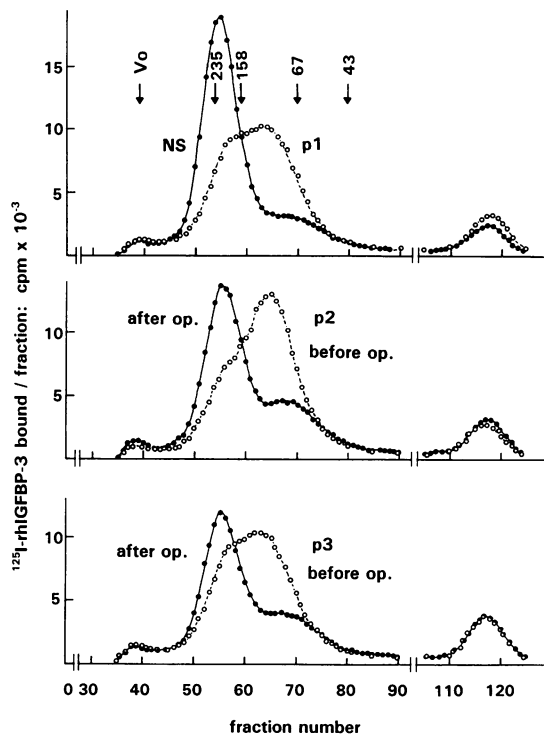 ¹²⁵I-rhIGFBP-3 bound / fraction: cpm x 10⁻³
15
10
5
Vo
235
158
67
43
NS
p1
10
5
after op.
p2
before op.
10
5
after op.
p3
before op.
0 30 40 50 60 70 80 90 110 120
fraction number